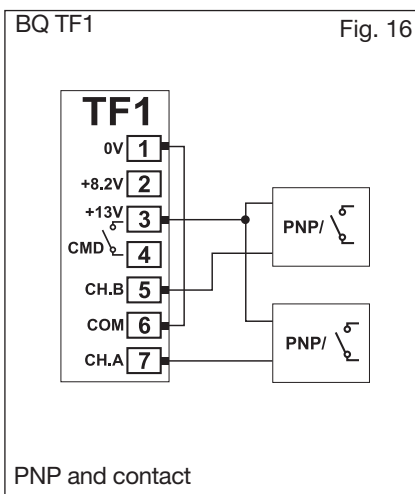 BQ TF1
Fig. 16
TF1
0V 1
+8.2V 2
+13V 3
CMD 4
CH.B 5
COM 6
CH.A 7
PNP/
PNP/
PNP and contact